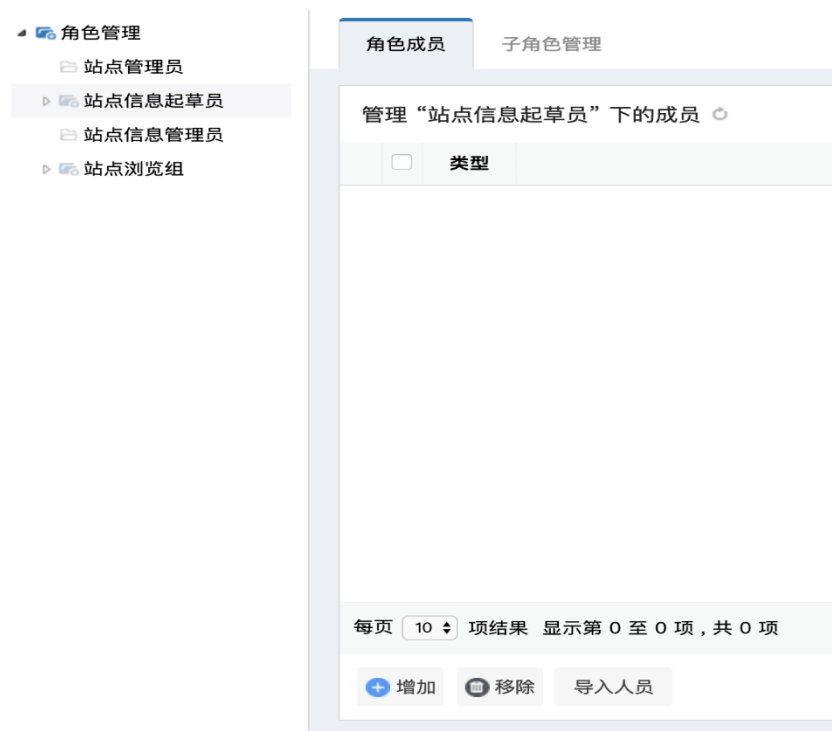 角色管理
站点管理员
站点信息起草员
站点信息管理员
站点浏览组
角色成员 子角色管理
管理“站点信息起草员”下的成员
类型
每页 10 项结果 显示第 0 至 0 项 , 共 0 项
增加 移除 导入人员